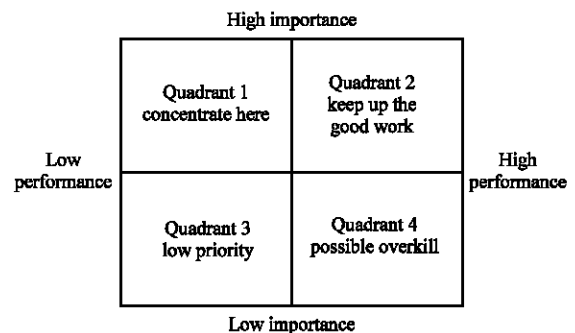 High importance
Quadrant 1
concentrate here
Quadrant 2
keep up the
good work
Low
performance
High
performance
Quadrant 3
low priority
Quadrant 4
possible overkill
Low importance